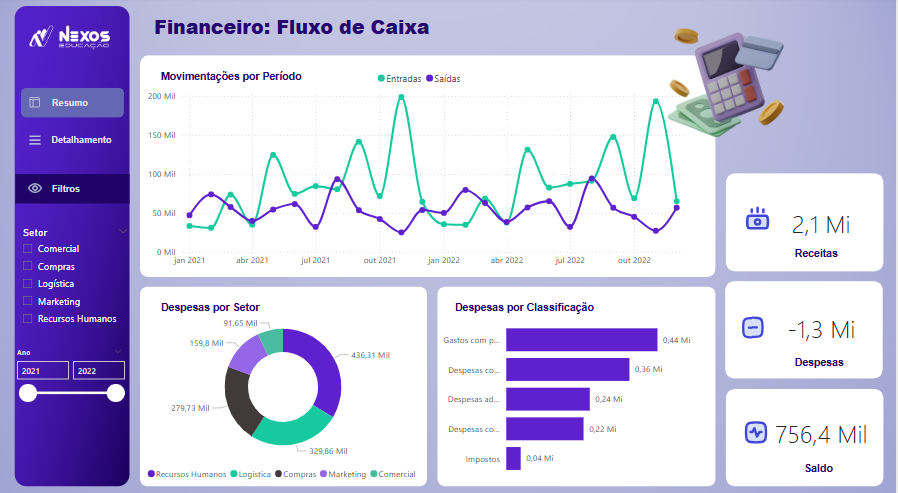 NEXOS
EDUCAÇÃO
Resumo
Detalhamento
Filtros
Setor
Comercial
Compras
Logística
Marketing
Recursos Humanos
Ano
2021 2022
Financeiro: Fluxo de Caixa
Movimentações por Período
Entradas Saídas
200 Mil
150 Mil
100 Mil
50 Mil
0 Mil
jan 2021 abr 2021 jul 2021 out 2021 jan 2022 abr 2022 jul 2022 out 2022
Despesas por Setor
91,65 Mil
159,8 Mil
436,31 Mil
279,73 Mil
329,86 Mil
Recursos Humanos Logística Compras Marketing Comercial
Despesas por Classificação
Gastos com p... 0,44 Mi
Despesas co... 0,36 Mi
Despesas ad... 0,24 Mi
Despesas co... 0,22 Mi
Impostos 0,04 Mi
2,1 Mi
Receitas
-1,3 Mi
Despesas
756,4 Mil
Saldo